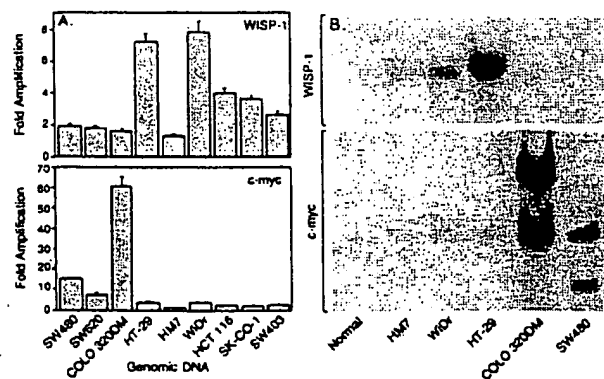 A.
WISP-1
Fold Amplification
8
6
4
2
0
c-myc
Fold Amplification
70
60
50
40
30
20
10
0
SW480
SW620
COLO 320DM
HT-29
HM7
WiDr
HCT 116
SK-CO-1
SW403
Genomic DNA
B.
WISP-1
c-myc
Normal
HM7
WiDr
HT-29
COLO 320DM
SW480